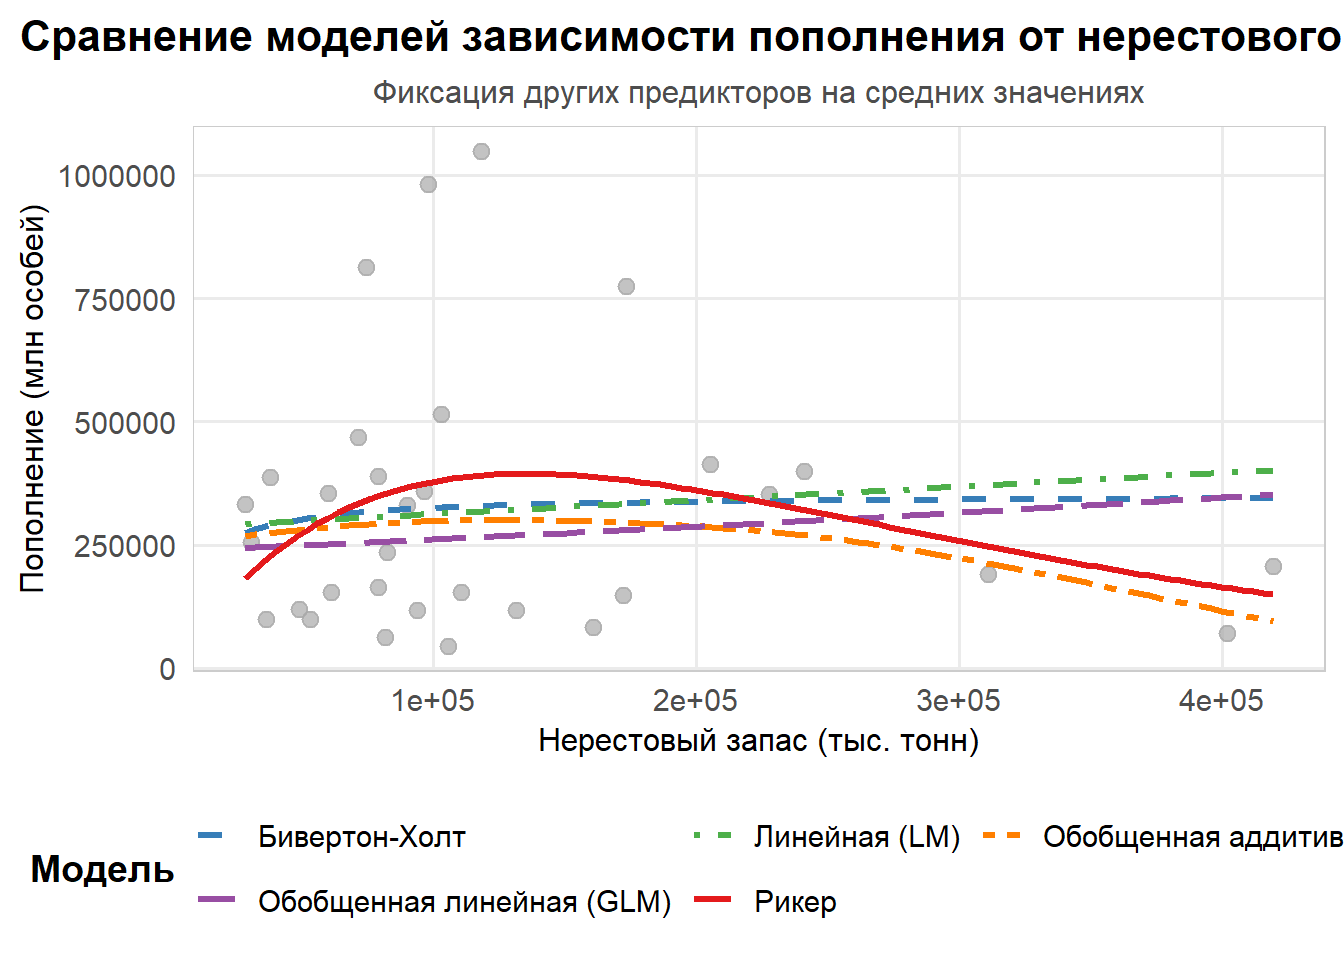 Сравнение моделей зависимости пополнения от нерестового
Фиксация других предикторов на средних значениях
Пополнение (млн особей)
1000000
750000
500000
250000
0
1e+05 2e+05 3e+05 4e+05
Нерестовый запас (тыс. тонн)
Модель
Бивертон-Холт Линейная (LM) Обобщенная аддитив
Обобщенная линейная (GLM) Рикер